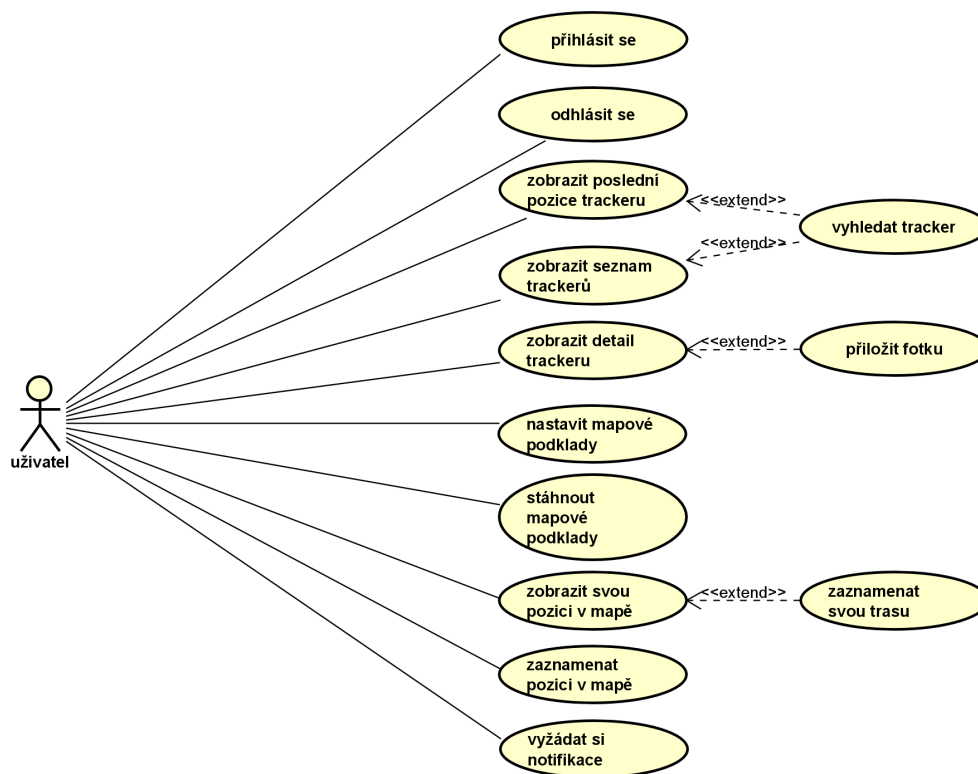 přihlásit se
odhlásit se
zobrazit poslední
pozice trackeru
<<extend>>
vyhledat tracker
<<extend>>
zobrazit seznam
trackerů
zobrazit detail
trackeru
<<extend>>
přiložit fotku
nastavit mapové
podklady
uživatel
stáhnout
mapové
podklady
zobrazit svou
pozici v mapě
<<extend>>
zaznamenat
svou trasu
zaznamenat
pozici v mapě
vyžádat si
notifikace